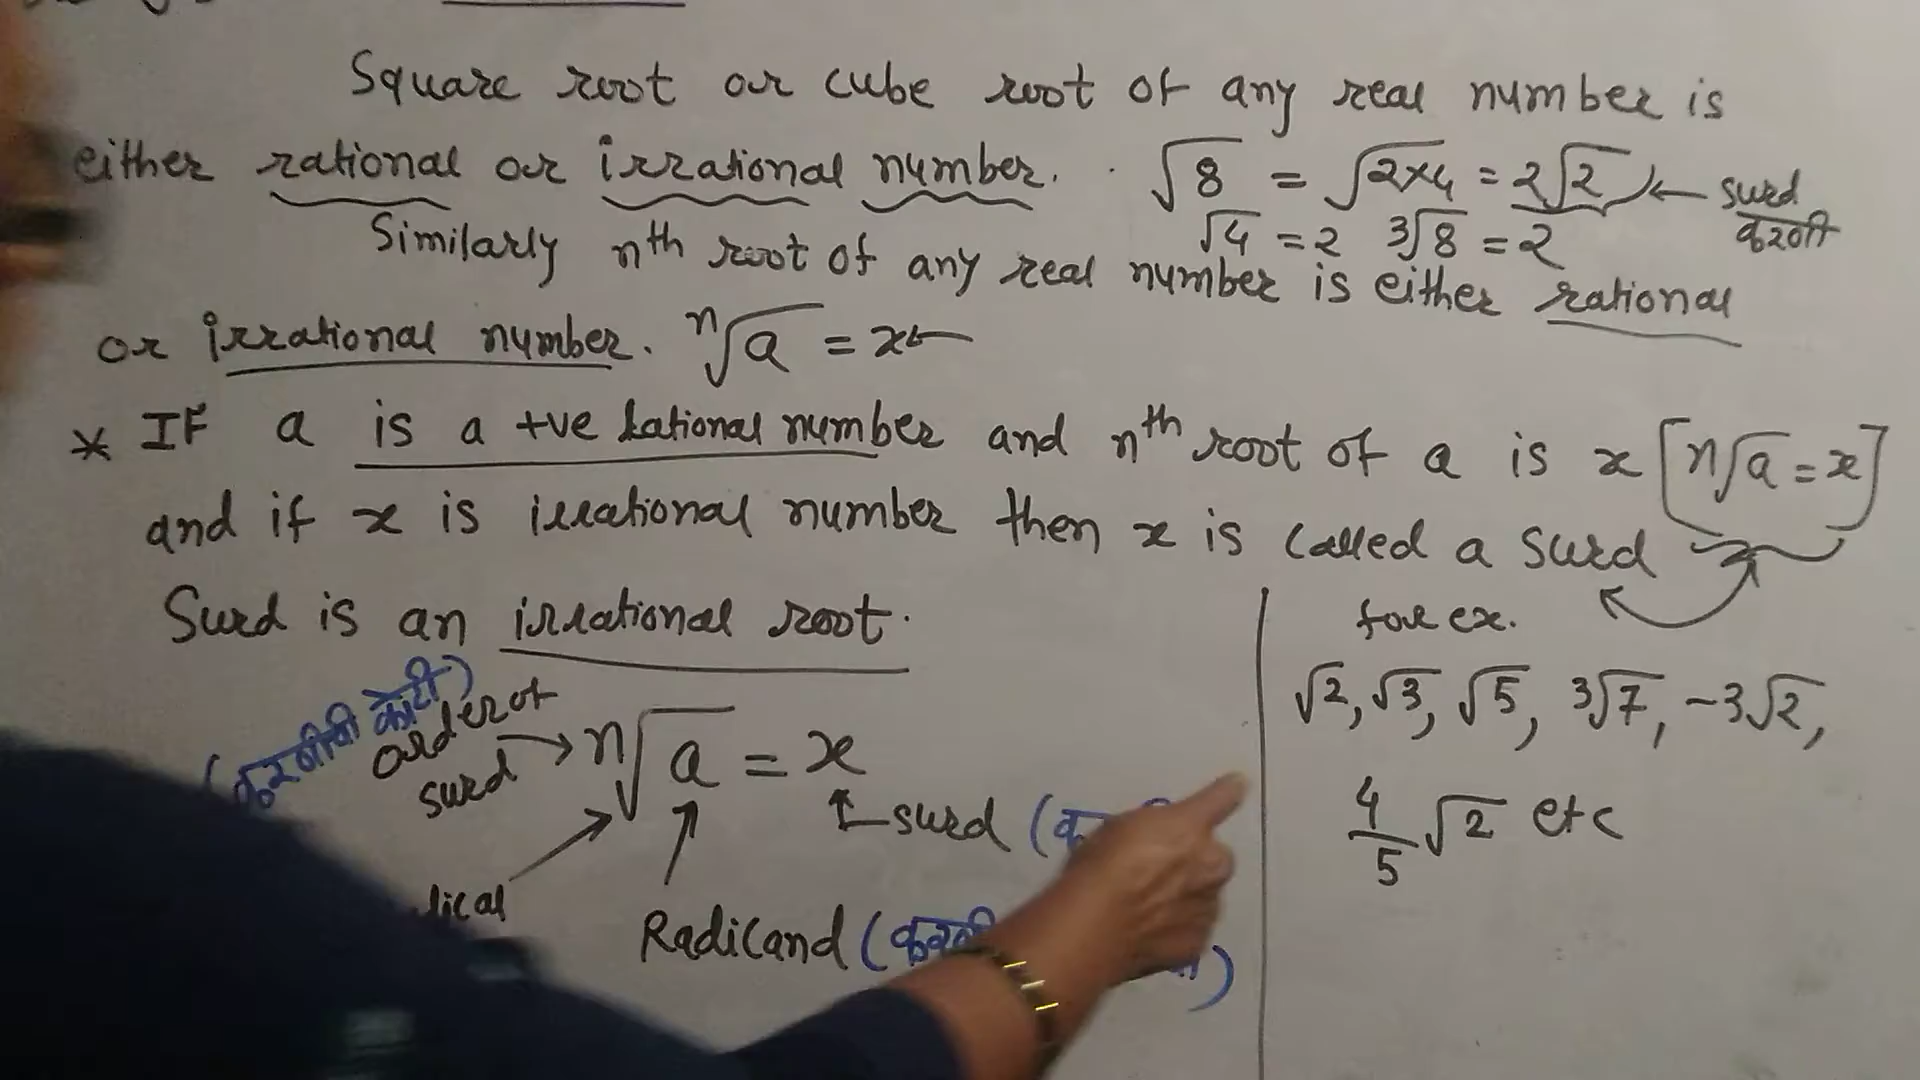 Square root or cube root of any real number is
either rational or irrational number. √8 = √2×4 = 2√2 ← surd
√4 = 2 3√8 = 2 करणी
Similarly nth root of any real number is either rational
or irrational number. n√a = x←
* IF a is a +ve rational number and nth root of a is x [n√a = x]
and if x is irrational number then x is called a surd
Surd is an irrational root.
for ex.
√2, √3, √5, 3√7, -3√2,
4/5 √2 etc
(करणीची कोटी)
order of
surd → n√a = x
surd (
Radicand (